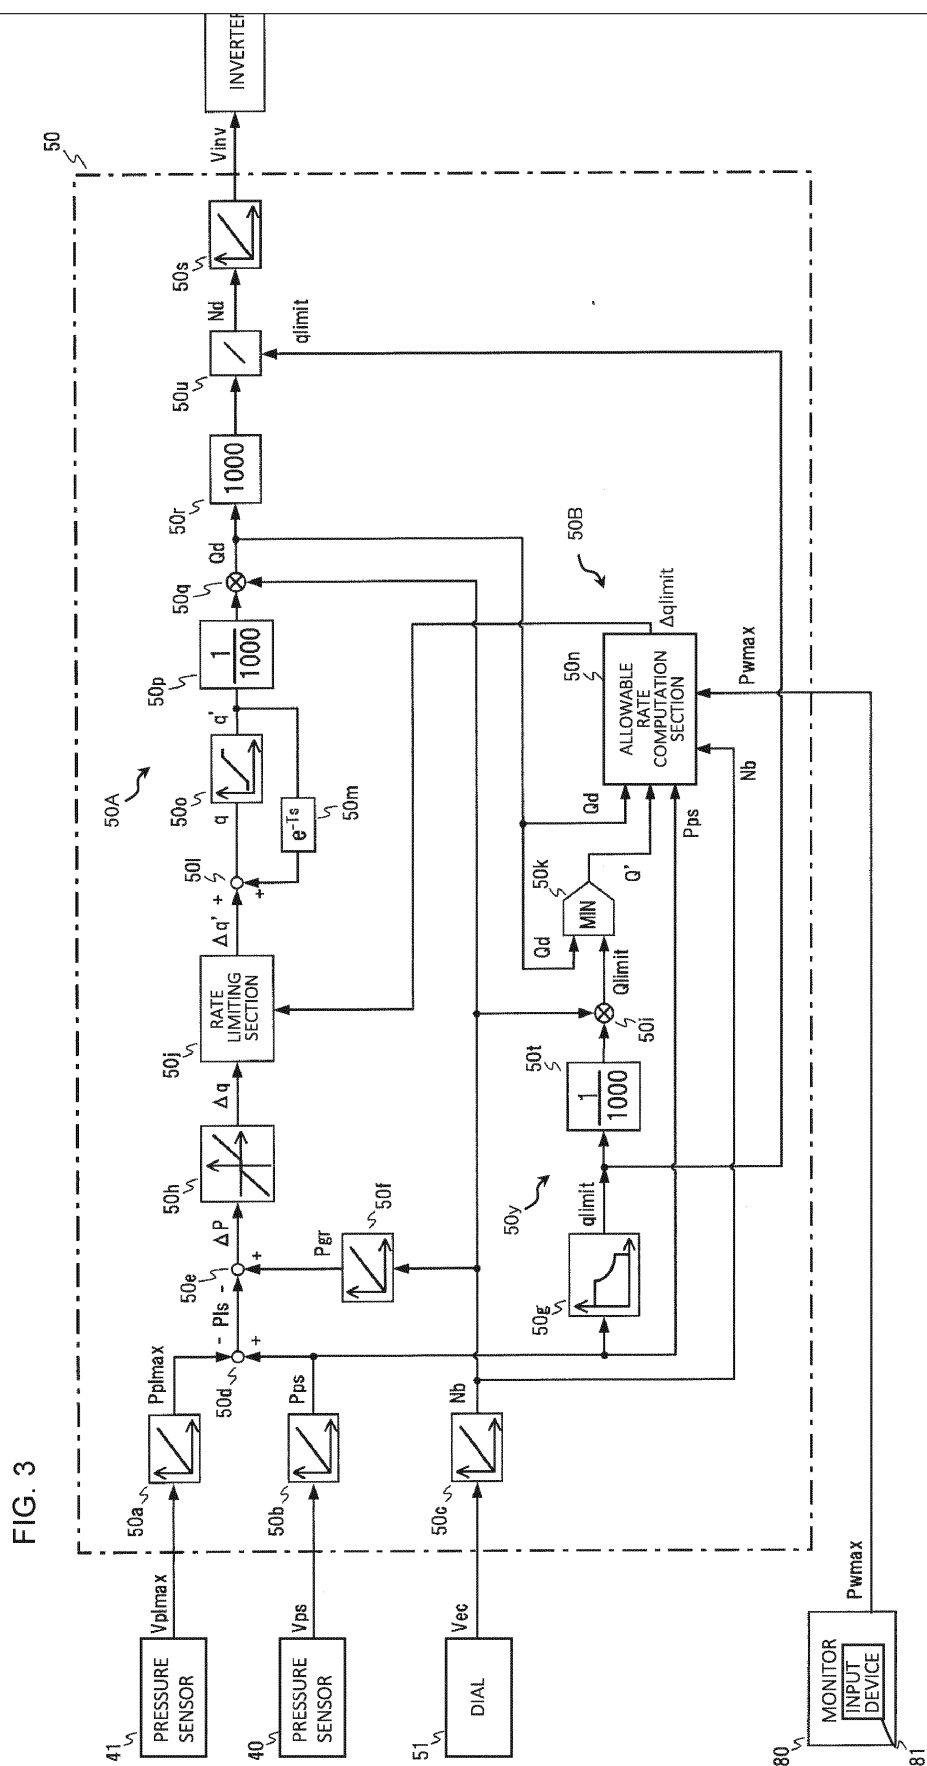 FIG. 3
41
PRESSURE
SENSOR
Vplmax
50a
Pplmax
40
PRESSURE
SENSOR
Vps
50b
Pps
51
DIAL
Vec
50c
Nb
80
MONITOR
INPUT
DEVICE
81
Pwmax
50
50d
-
+
Pls
50e
-
+
ΔP
Pgr
50f
50h
Δq
50j
RATE
LIMITING
SECTION
Δq'
+
+
50l
q
50o
q'
e-Ts
50m
50A
50p
1
1000
50q
Qd
50r
1000
50u
Nd
qlimit
50s
Vinv
INVERTER
50g
qlimit
50y
50t
1
1000
50i
Qlimit
Qd
MIN
50k
Q'
Qd
Pps
Nb
Pwmax
50n
ALLOWABLE
RATE
COMPUTATION
SECTION
Δqlimit
50B